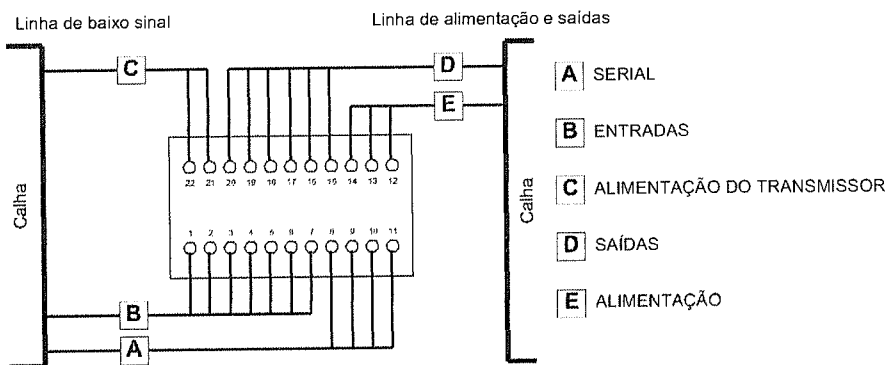 Linha de baixo sinal
Linha de alimentação e saídas
C
D
E
A SERIAL
B ENTRADAS
C ALIMENTAÇÃO DO TRANSMISSOR
D SAÍDAS
E ALIMENTAÇÃO
Calha
Calha
22 21 20 19 18 17 16 15 14 13 12
1 2 3 4 5 6 7 8 9 10 11
B
A